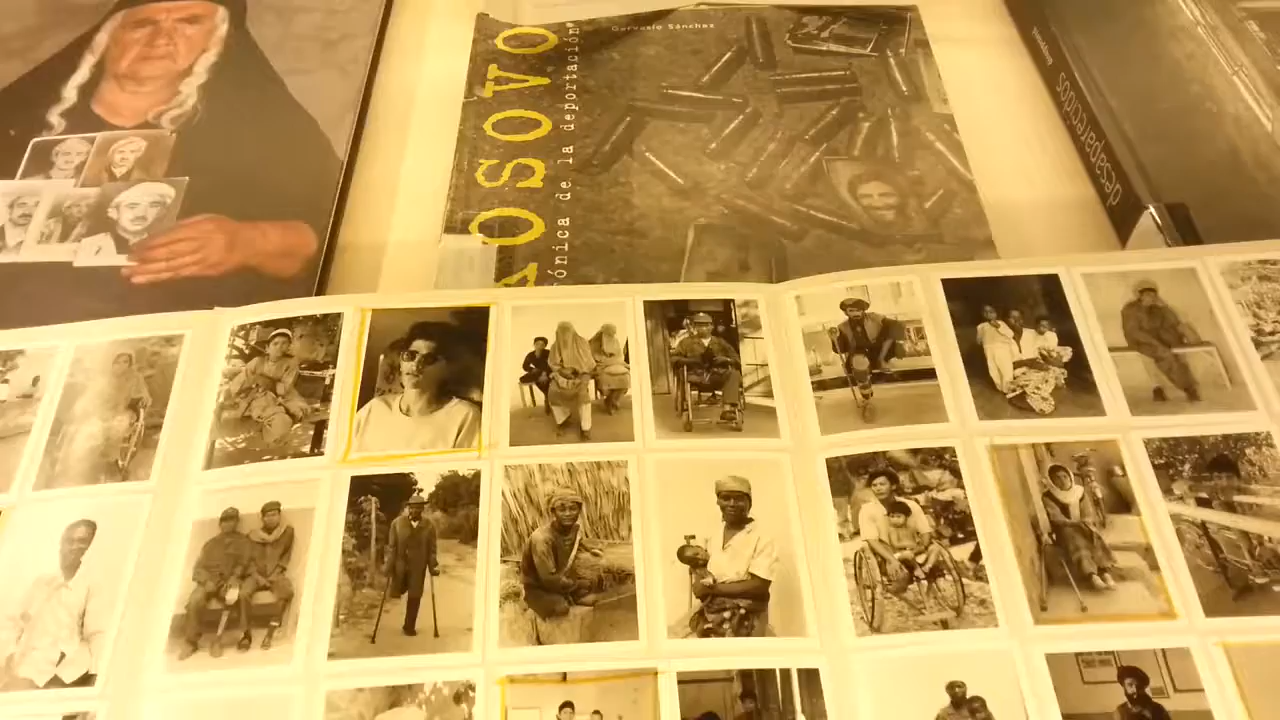 Gervasio Sánchez
KOSOVO
crónica de la deportación
desaparecidos